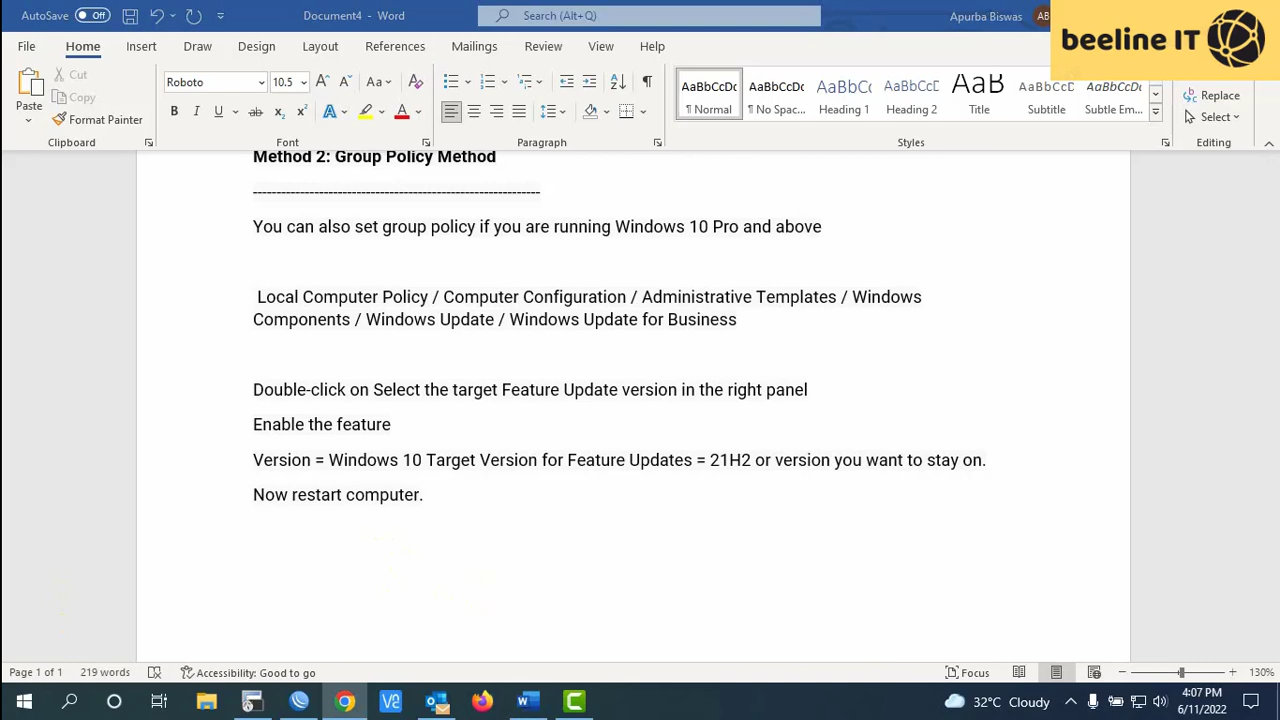 AutoSave Off Document4 - Word Search (Alt+Q) Apurba Biswas AB
beeline IT
File Home Insert Draw Design Layout References Mailings Review View Help
Paste
Cut
Copy
Format Painter
Clipboard
Roboto 10.5
Font
Paragraph
AaBbCcDc AaBbCcDc AaBbCc AaBbCcD AaB AaBbCcD AaBbCcDc
¶ Normal ¶ No Spac... Heading 1 Heading 2 Title Subtitle Subtle Em...
Styles
Replace
Select
Editing
Method 2: Group Policy Method
-------------------------------------------------------
You can also set group policy if you are running Windows 10 Pro and above
Local Computer Policy / Computer Configuration / Administrative Templates / Windows
Components / Windows Update / Windows Update for Business
Double-click on Select the target Feature Update version in the right panel
Enable the feature
Version = Windows 10 Target Version for Feature Updates = 21H2 or version you want to stay on.
Now restart computer.
Page 1 of 1 219 words Accessibility: Good to go Focus 130%
32°C Cloudy 4:07 PM
6/11/2022